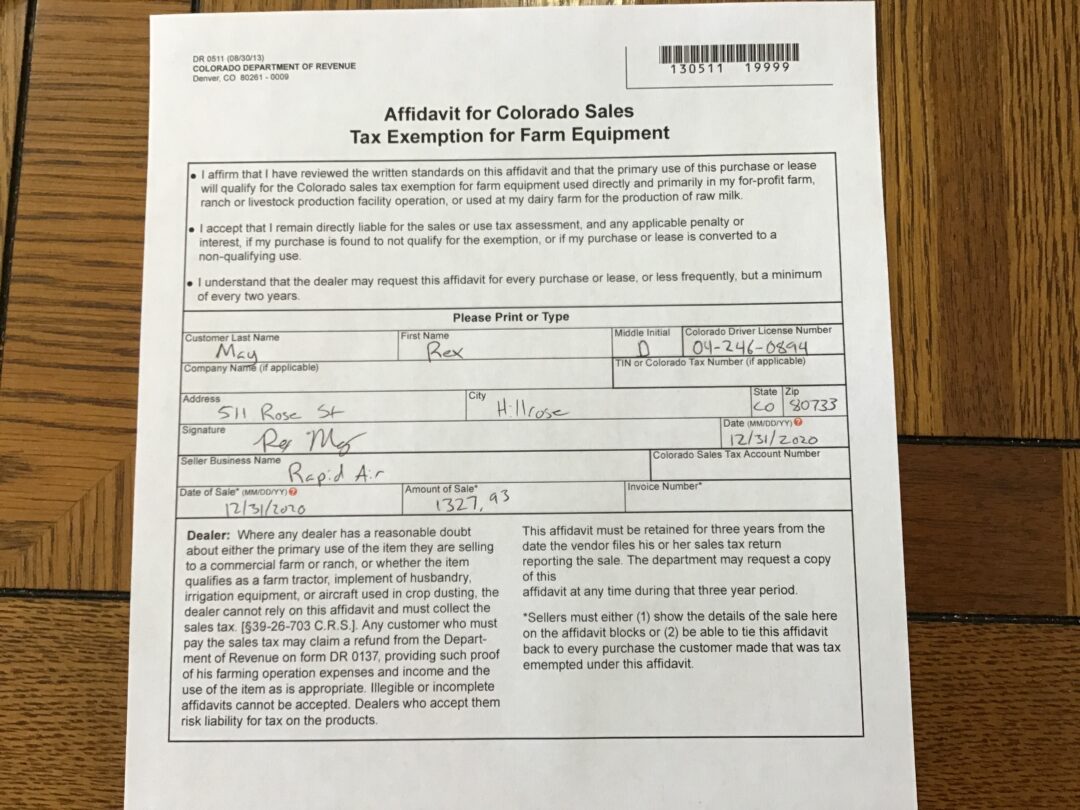 DR 0511 (08/30/13)
COLORADO DEPARTMENT OF REVENUE
Denver, CO 80261 - 0009
130511 19999
Affidavit for Colorado Sales
Tax Exemption for Farm Equipment
• I affirm that I have reviewed the written standards on this affidavit and that the primary use of this purchase or lease
will qualify for the Colorado sales tax exemption for farm equipment used directly and primarily in my for-profit farm,
ranch or livestock production facility operation, or used at my dairy farm for the production of raw milk.
• I accept that I remain directly liable for the sales or use tax assessment, and any applicable penalty or
interest, if my purchase is found to not qualify for the exemption, or if my purchase or lease is converted to a
non-qualifying use.
• I understand that the dealer may request this affidavit for every purchase or lease, or less frequently, but a minimum
of every two years.
Please Print or Type
Customer Last Name First Name Middle Initial Colorado Driver License Number
May Rex D 04-246-0894
Company Name (if applicable) TIN or Colorado Tax Number (if applicable)
Address City State Zip
511 Rose St Hillrose CO 80733
Signature Date (MM/DD/YY) ?
Rex May 12/31/2020
Seller Business Name Colorado Sales Tax Account Number
Rapid Air
Date of Sale* (MM/DD/YY) ? Amount of Sale* Invoice Number*
12/31/2020 1327.93
Dealer: Where any dealer has a reasonable doubt
about either the primary use of the item they are selling
to a commercial farm or ranch, or whether the item
qualifies as a farm tractor, implement of husbandry,
irrigation equipment, or aircraft used in crop dusting, the
dealer cannot rely on this affidavit and must collect the
sales tax. [§39-26-703 C.R.S.]. Any customer who must
pay the sales tax may claim a refund from the Depart-
ment of Revenue on form DR 0137, providing such proof
of his farming operation expenses and income and the
use of the item as is appropriate. Illegible or incomplete
affidavits cannot be accepted. Dealers who accept them
risk liability for tax on the products.
This affidavit must be retained for three years from the
date the vendor files his or her sales tax return
reporting the sale. The department may request a copy
of this
affidavit at any time during that three year period.
*Sellers must either (1) show the details of the sale here
on the affidavit blocks or (2) be able to tie this affidavit
back to every purchase the customer made that was tax
emempted under this affidavit.